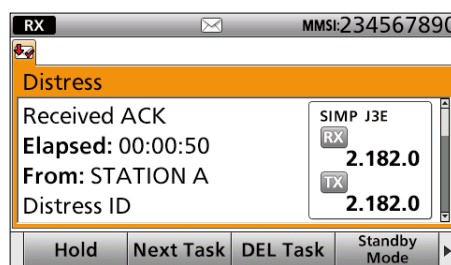 RX MMSI:234567890
Distress
Received ACK
Elapsed: 00:00:50
From: STATION A
Distress ID
SIMP J3E
RX
2.182.0
TX
2.182.0
Hold Next Task DEL Task Standby Mode